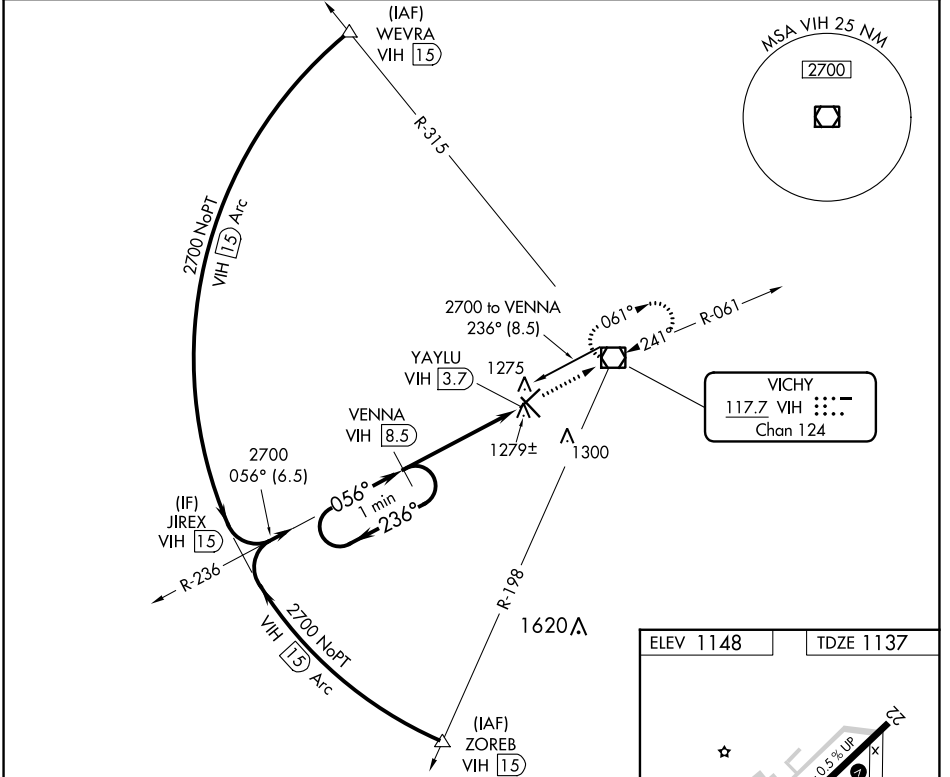 (IAF)
WEVRA
VIH 15
MSA VIH 25 NM
2700
R-315
2700 NoPT
VIH 15 Arc
2700 to VENNA
236° (8.5)
061°
241°
R-061
YAYLU
VIH 3.7
1275
VICHY
117.7 VIH
Chan 124
VENNA
VIH 8.5
1279±
1300
2700
056° (6.5)
056°
1 min
236°
(IF)
JIREX
VIH 15
R-236
R-198
2700 NoPT
VIH 15 Arc
1620
ELEV 1148
TDZE 1137
22
0.5% UP
X
(IAF)
ZOREB
VIH 15